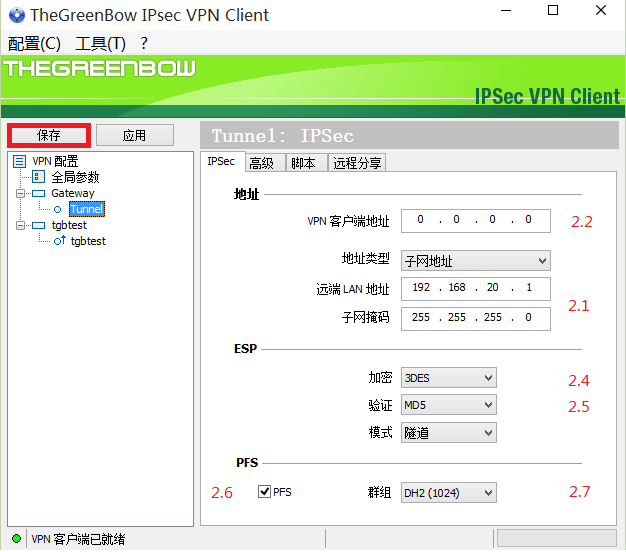 TheGreenBow IPsec VPN Client
配置(C) 工具(T) ?
THEGREENBOW
IPSec VPN Client
保存 应用
Tunnel: IPSec
VPN 配置
全局参数
Gateway
Tunnel
tgbtest
tgbtest
IPSec 高级 脚本 远程分享
地址
VPN 客户端地址 0 . 0 . 0 . 0 2.2
地址类型 子网地址
远端 LAN 地址 192 . 168 . 20 . 1
2.1
子网掩码 255 . 255 . 255 . 0
ESP
加密 3DES 2.4
验证 MD5 2.5
模式 隧道
PFS
2.6 PFS 群组 DH2 (1024) 2.7
VPN 客户端已就绪